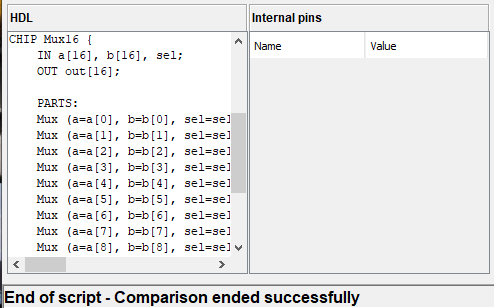 HDL
CHIP Mux16 {
IN a[16], b[16], sel;
OUT out[16];
PARTS:
Mux (a=a[0], b=b[0], sel=sel
Mux (a=a[1], b=b[1], sel=sel
Mux (a=a[2], b=b[2], sel=sel
Mux (a=a[3], b=b[3], sel=sel
Mux (a=a[4], b=b[4], sel=sel
Mux (a=a[5], b=b[5], sel=sel
Mux (a=a[6], b=b[6], sel=sel
Mux (a=a[7], b=b[7], sel=sel
Mux (a=a[8], b=b[8], sel=sel
Internal pins
Name Value
End of script - Comparison ended successfully